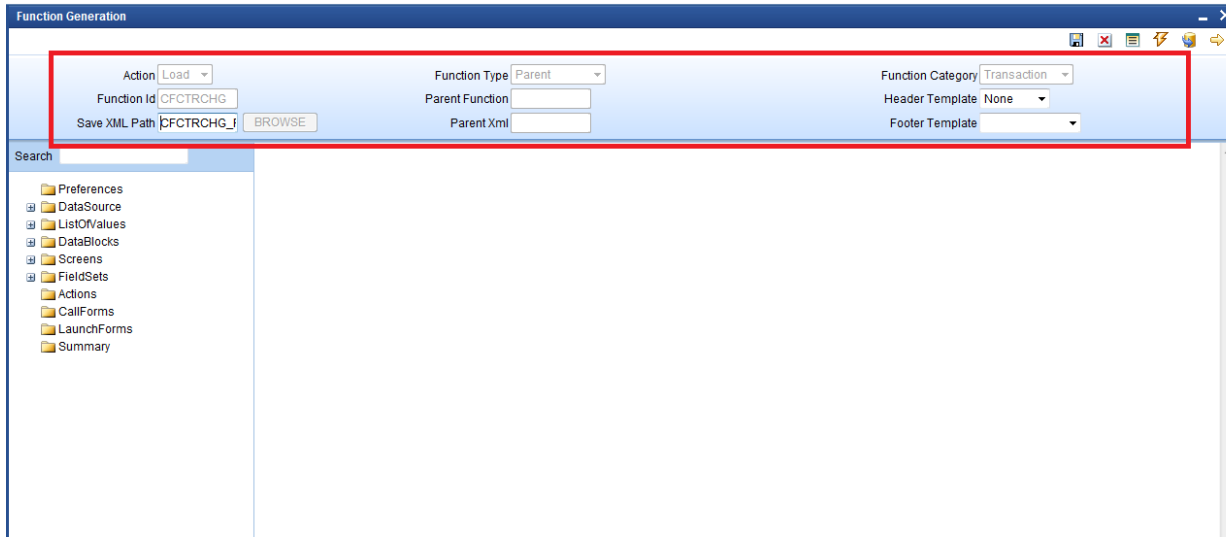 Function Generation
Action Load Function Type Parent Function Category Transaction
Function Id CFCTRCHG Parent Function Header Template None
Save XML Path CFCTRCHG_ BROWSE Parent Xml Footer Template
Search
Preferences
DataSource
ListOfValues
DataBlocks
Screens
FieldSets
Actions
CallForms
LaunchForms
Summary